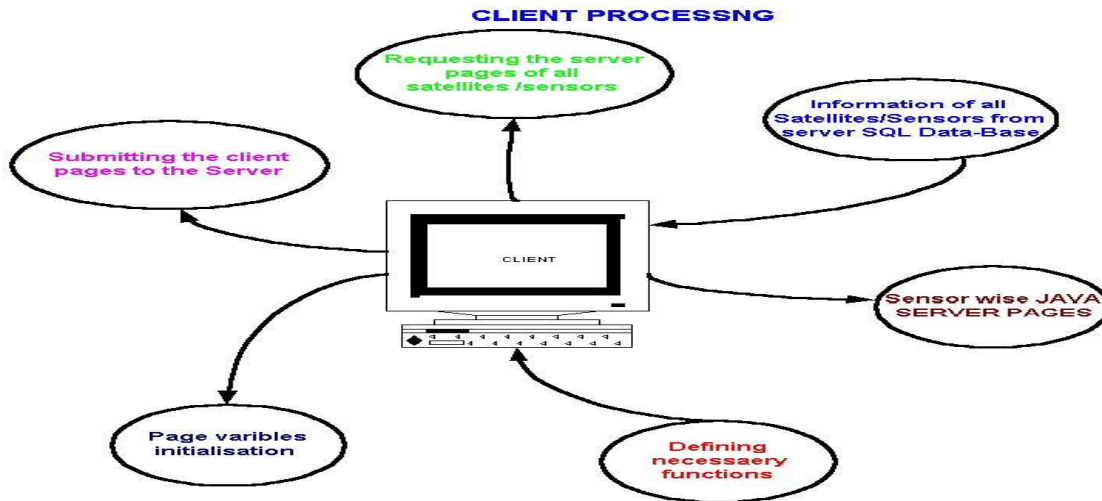 CLIENT PROCESSNG
Requesting the server
pages of all
satellites /sensors
Information of all
Satellites/Sensors from
server SQL Data-Base
Submitting the client
pages to the Server
CLIENT
Sensor wise JAVA
SERVER PAGES
Page varibles
initialisation
Defining
necessaery
functions